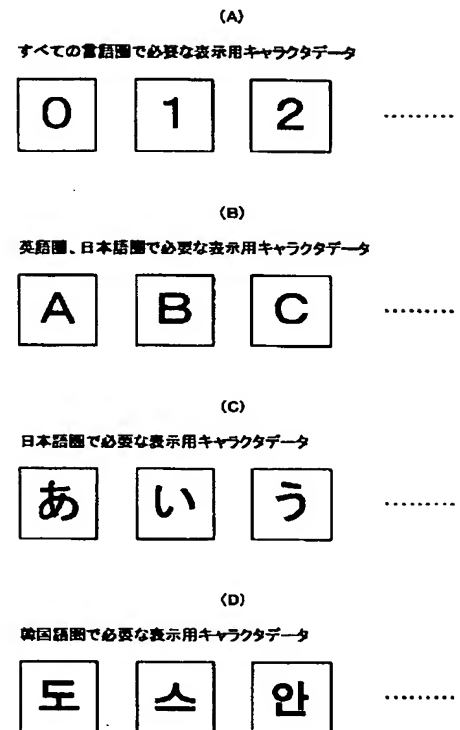 (A)
すべての言語圏で必要な表示用キャラクタデータ
0 1 2 ………
(B)
英語圏、日本語圏で必要な表示用キャラクタデータ
A B C ………
(C)
日本語圏で必要な表示用キャラクタデータ
あ い う ………
(D)
韓国語圏で必要な表示用キャラクタデータ
도 스 안 ………